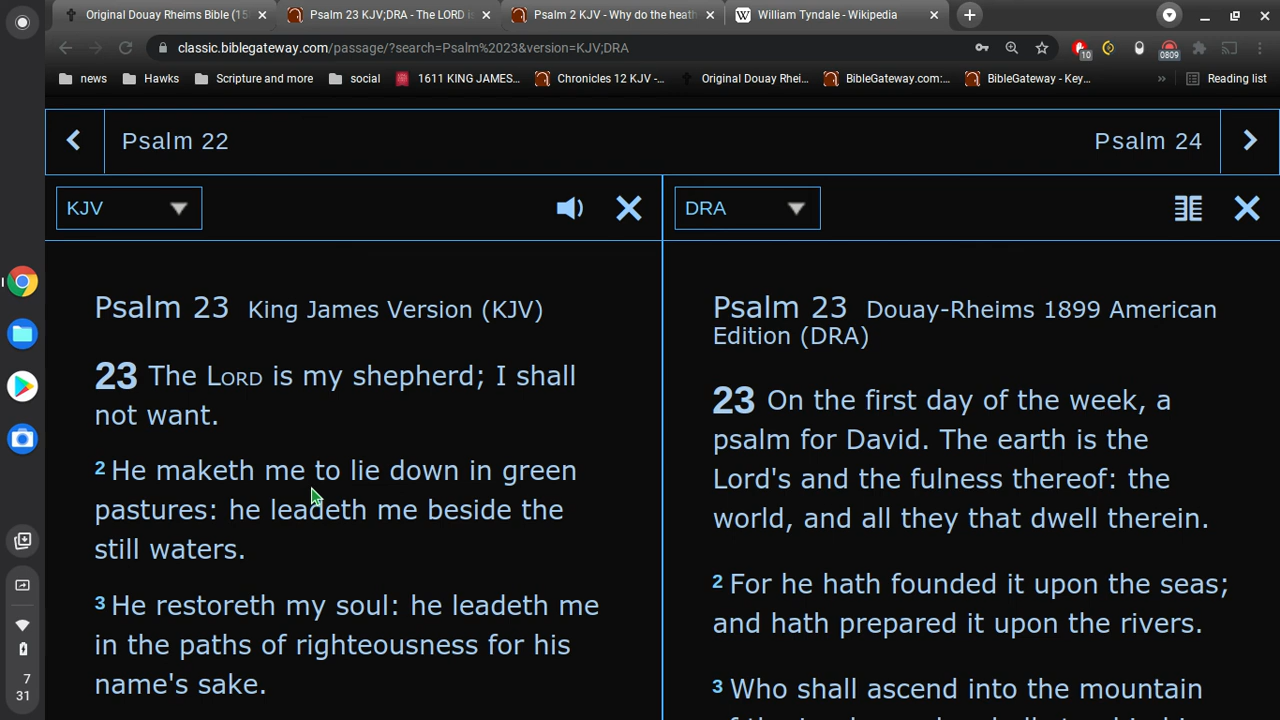 Original Douay Rheims Bible (15
Psalm 23 KJV;DRA - The LORD is
Psalm 2 KJV - Why do the heath
William Tyndale - Wikipedia
classic.biblegateway.com/passage/?search=Psalm%2023&version=KJV;DRA
10
0809
news
Hawks
Scripture and more
social
1611 KING JAMES...
Chronicles 12 KJV -...
Original Douay Rhei...
BibleGateway.com:...
BibleGateway - Key...
»
Reading list
Psalm 22
Psalm 24
KJV
DRA
Psalm 23 King James Version (KJV)
23 The LORD is my shepherd; I shall
not want.
2 He maketh me to lie down in green
pastures: he leadeth me beside the
still waters.
3 He restoreth my soul: he leadeth me
in the paths of righteousness for his
name's sake.
Psalm 23 Douay-Rheims 1899 American
Edition (DRA)
23 On the first day of the week, a
psalm for David. The earth is the
Lord's and the fulness thereof: the
world, and all they that dwell therein.
2 For he hath founded it upon the seas;
and hath prepared it upon the rivers.
3 Who shall ascend into the mountain
7
31